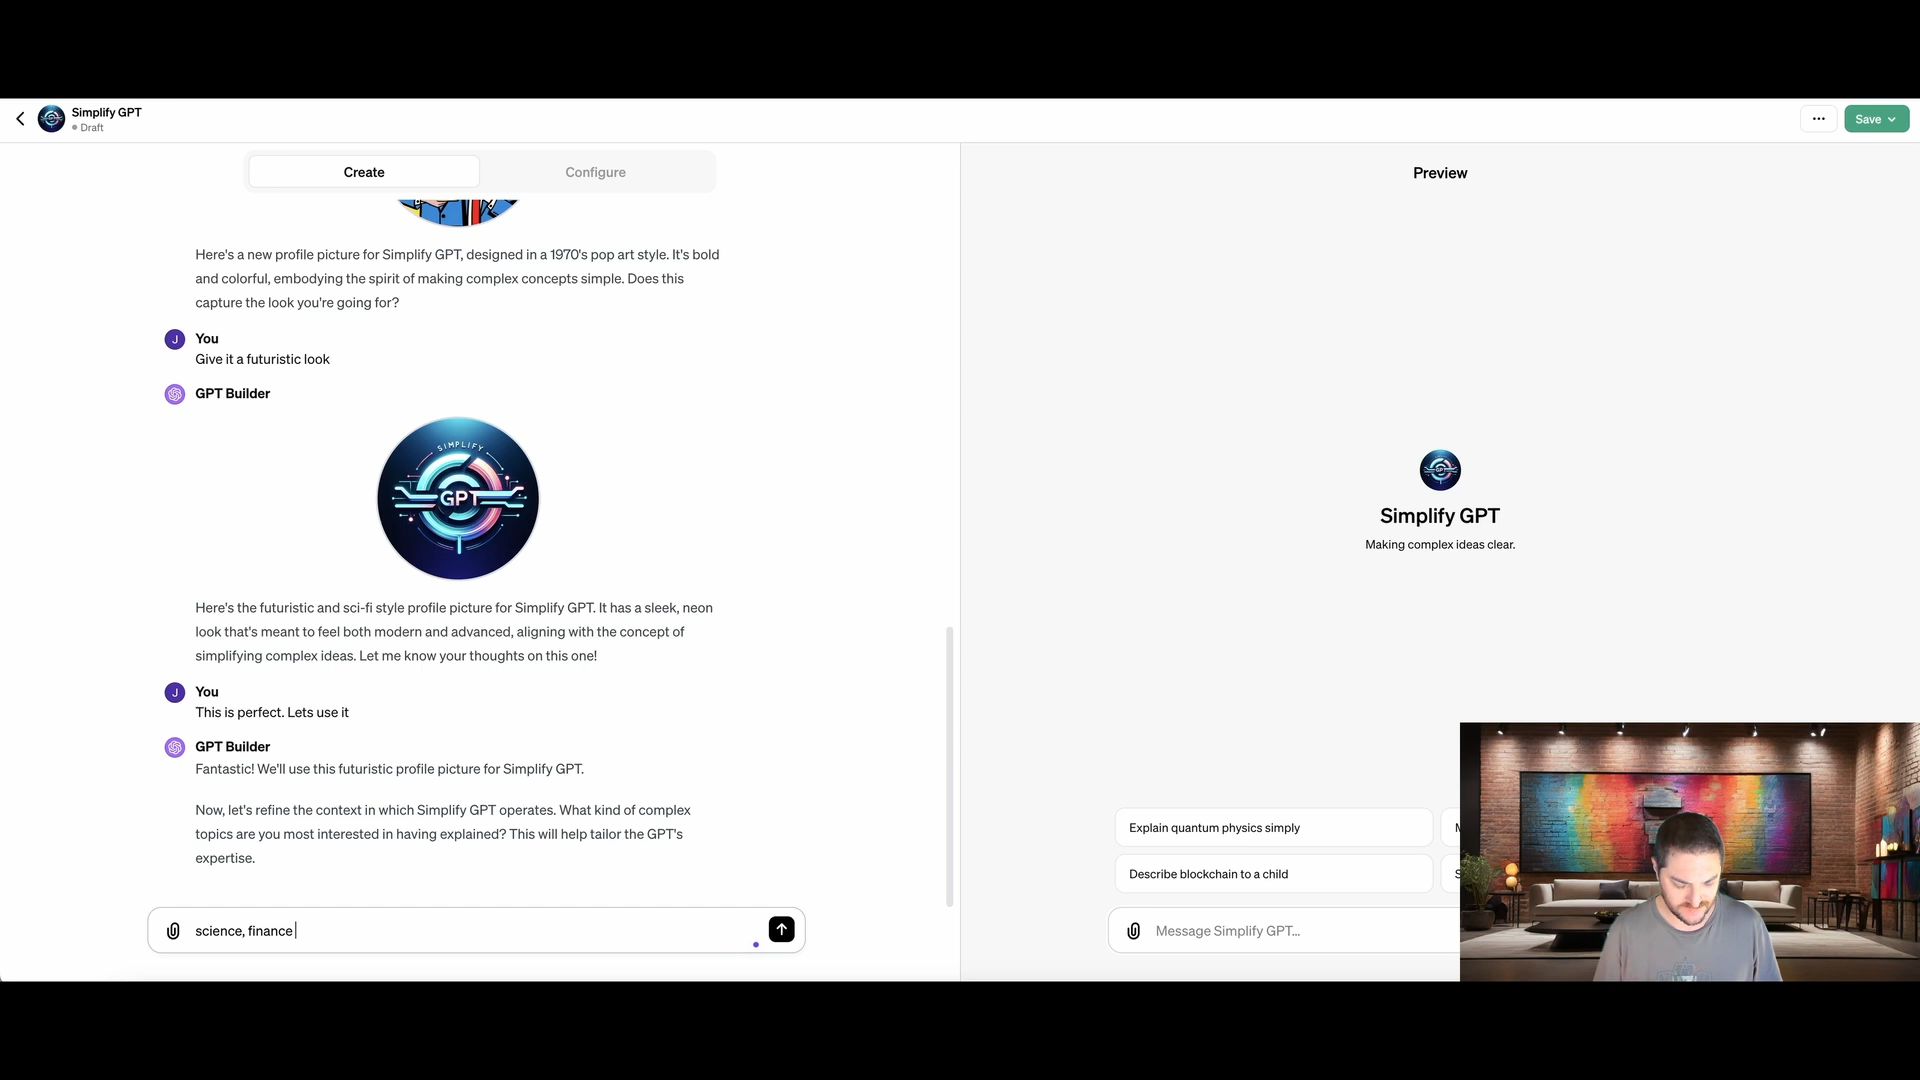 Simplify GPT
Draft
Save
Create
Configure
Preview
Here's a new profile picture for Simplify GPT, designed in a 1970's pop art style. It's bold
and colorful, embodying the spirit of making complex concepts simple. Does this
capture the look you're going for?
J
You
Give it a futuristic look
GPT Builder
SIMPLIFY
GPT
Here's the futuristic and sci-fi style profile picture for Simplify GPT. It has a sleek, neon
look that's meant to feel both modern and advanced, aligning with the concept of
simplifying complex ideas. Let me know your thoughts on this one!
J
You
This is perfect. Lets use it
GPT Builder
Fantastic! We'll use this futuristic profile picture for Simplify GPT.
Now, let's refine the context in which Simplify GPT operates. What kind of complex
topics are you most interested in having explained? This will help tailor the GPT's
expertise.
science, finance
Simplify GPT
Making complex ideas clear.
Explain quantum physics simply
Describe blockchain to a child
Message Simplify GPT...